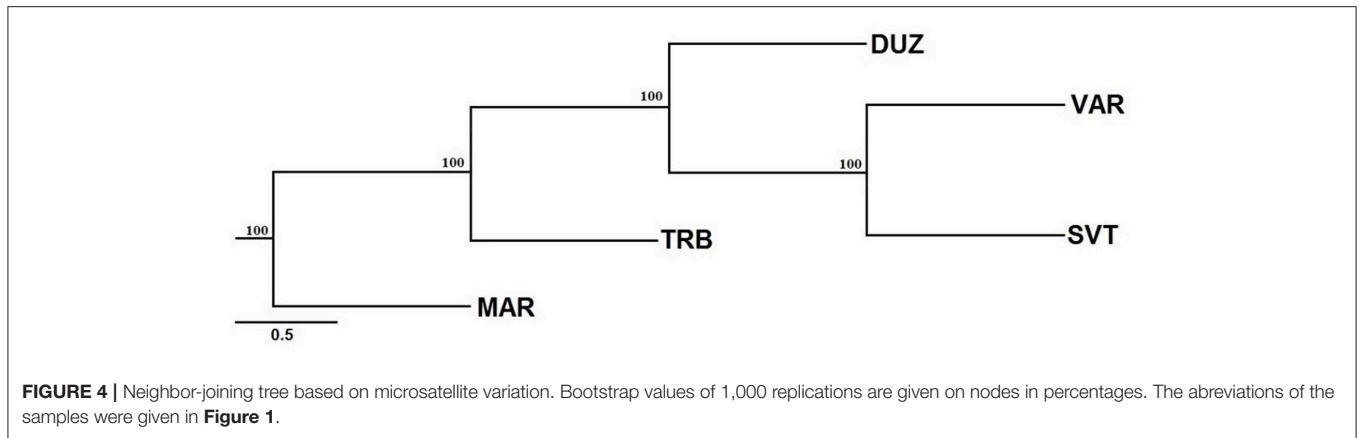 DUZ
100
VAR
100
100
SVT
100
TRB
MAR
0.5
FIGURE 4 | Neighbor-joining tree based on microsatellite variation. Bootstrap values of 1,000 replications are given on nodes in percentages. The abreviations of the
samples were given in Figure 1.